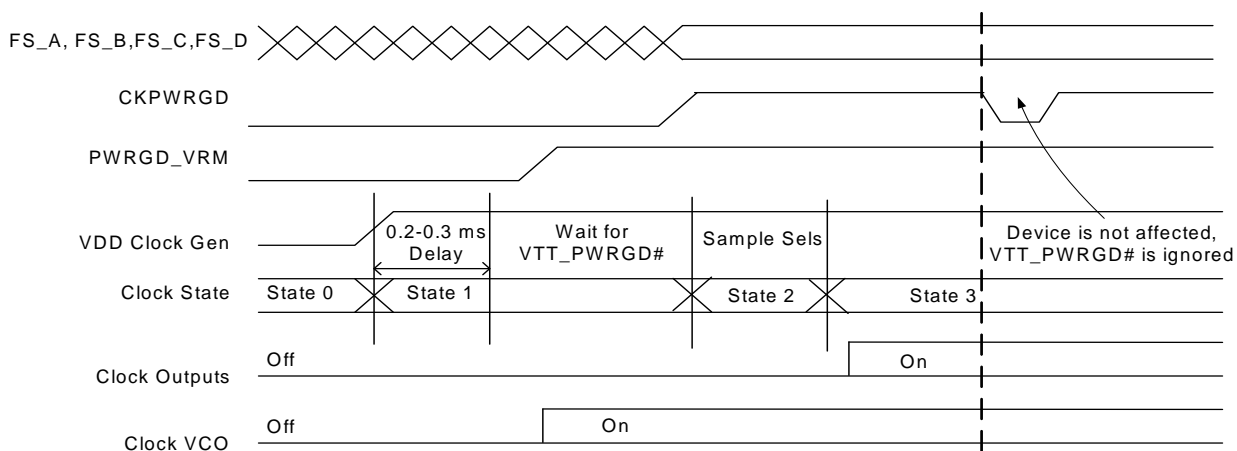 FS_A, FS_B,FS_C,FS_D
CKPWRGD
PWRGD_VRM
VDD Clock Gen
0.2-0.3 ms
Delay
Wait for
VTT_PWRGD#
Sample Sels
Device is not affected,
VTT_PWRGD# is ignored
Clock State
State 0
State 1
State 2
State 3
Clock Outputs
Off
On
Clock VCO
Off
On